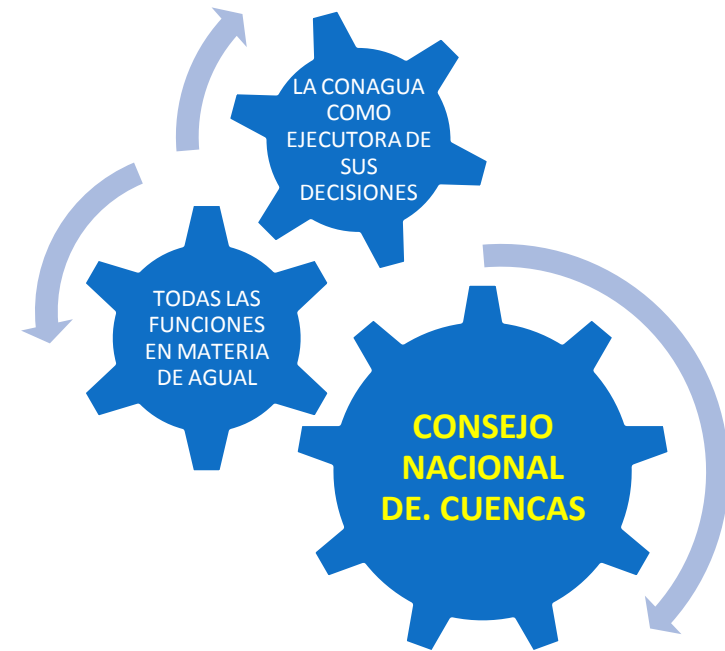 LA CONAGUA
COMO
EJECUTORA DE
SUS
DECISIONES
TODAS LAS
FUNCIONES
EN MATERIA
DE AGUAL
CONSEJO
NACIONAL
DE. CUENCAS